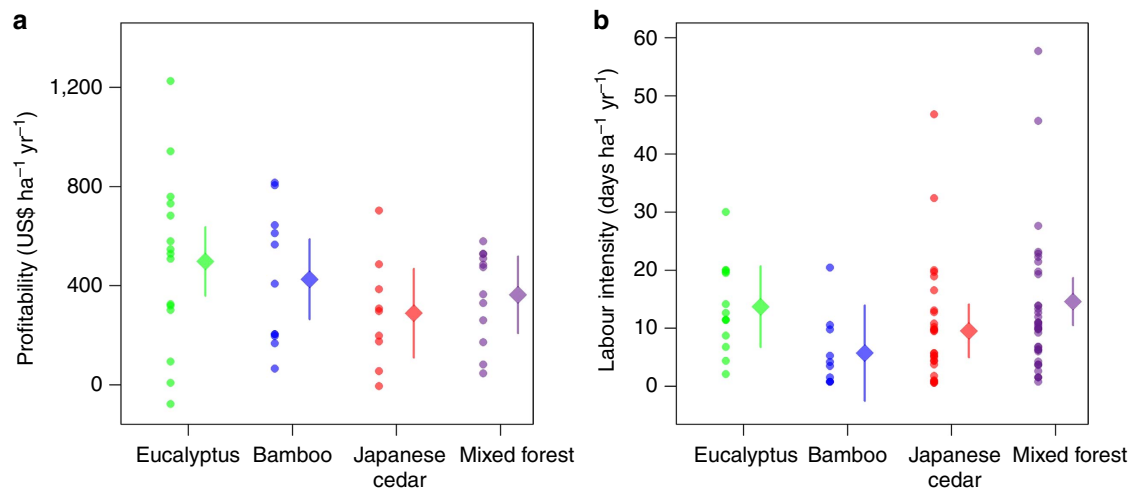 a
Profitability (US$ ha⁻¹ yr⁻¹)
1,200
800
400
0
Eucalyptus
Bamboo
Japanese
cedar
Mixed forest
b
Labour intensity (days ha⁻¹ yr⁻¹)
60
50
40
30
20
10
0
Eucalyptus
Bamboo
Japanese
cedar
Mixed forest